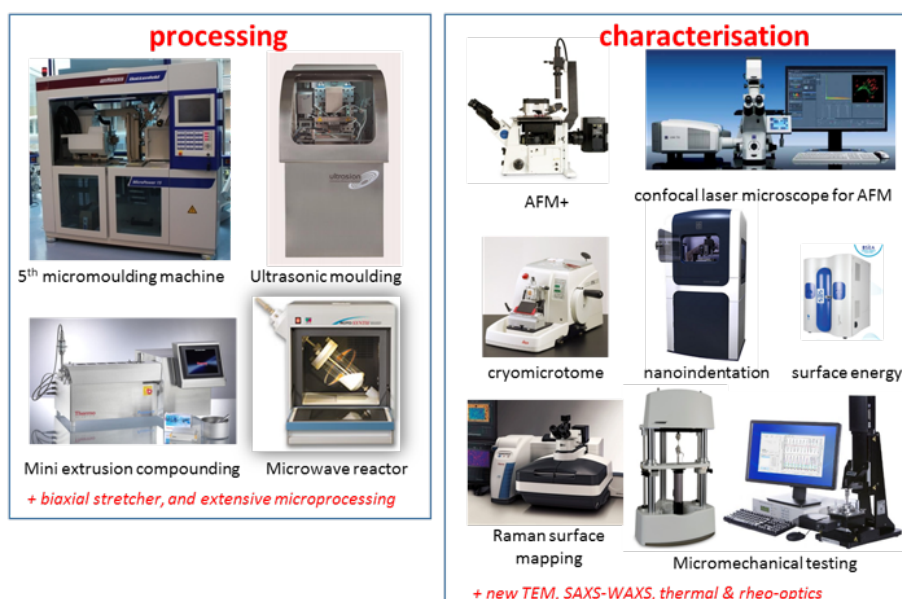 processing
5th micromoulding machine
ultrasion
Ultrasonic moulding
Mini extrusion compounding
Microwave reactor
+ biaxial stretcher, and extensive microprocessing
characterisation
AFM+
confocal laser microscope for AFM
cryomicrotome
nanoindentation
surface energy
Raman surface
mapping
Micromechanical testing
+ new TEM, SAXS-WAXS, thermal & rheo-optics